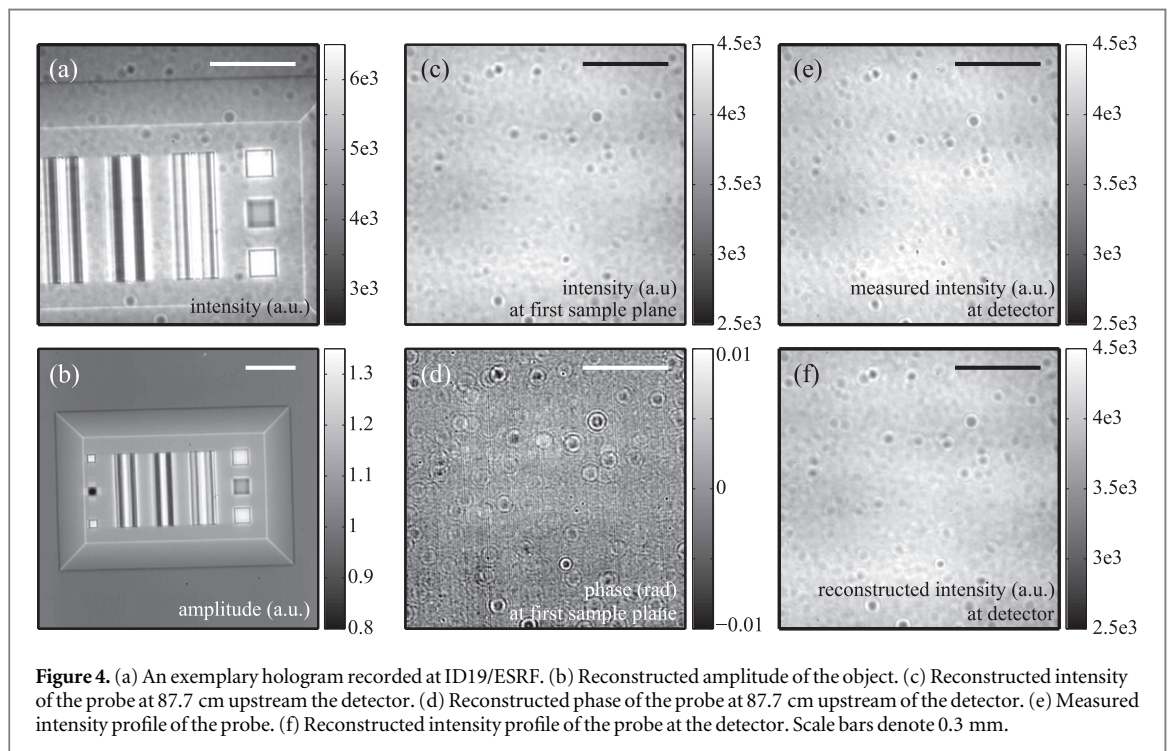 (a)
6e3
5e3
4e3
3e3
intensity (a.u.)
(c)
4.5e3
4e3
3.5e3
3e3
2.5e3
intensity (a.u)
at first sample plane
(e)
4.5e3
4e3
3.5e3
3e3
2.5e3
measured intensity (a.u.)
at detector
(b)
1.3
1.2
1.1
1
0.9
0.8
amplitude (a.u.)
(d)
0.01
0
−0.01
phase (rad)
at first sample plane
(f)
4.5e3
4e3
3.5e3
3e3
2.5e3
reconstructed intensity (a.u.)
at detector
Figure 4. (a) An exemplary hologram recorded at ID19/ESRF. (b) Reconstructed amplitude of the object. (c) Reconstructed intensity
of the probe at 87.7 cm upstream the detector. (d) Reconstructed phase of the probe at 87.7 cm upstream of the detector. (e) Measured
intensity profile of the probe. (f) Reconstructed intensity profile of the probe at the detector. Scale bars denote 0.3 mm.